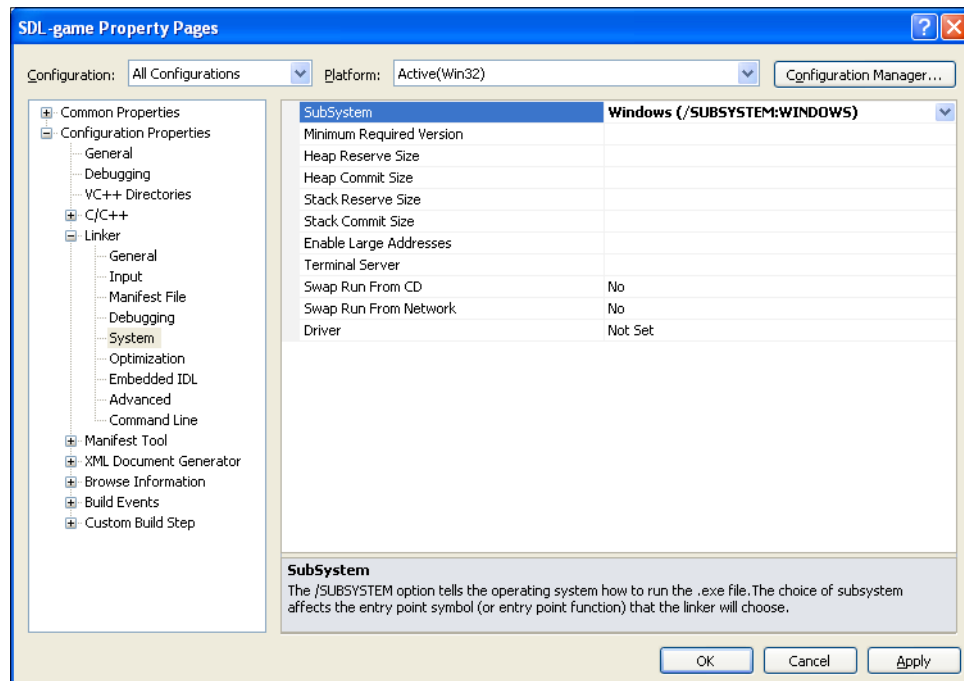 SDL-game Property Pages
Configuration: All Configurations Platform: Active(Win32) Configuration Manager...
Common Properties
Configuration Properties
General
Debugging
VC++ Directories
C/C++
Linker
General
Input
Manifest File
Debugging
System
Optimization
Embedded IDL
Advanced
Command Line
Manifest Tool
XML Document Generator
Browse Information
Build Events
Custom Build Step
SubSystem Windows (/SUBSYSTEM:WINDOWS)
Minimum Required Version
Heap Reserve Size
Heap Commit Size
Stack Reserve Size
Stack Commit Size
Enable Large Addresses
Terminal Server
Swap Run From CD No
Swap Run From Network No
Driver Not Set
SubSystem
The /SUBSYSTEM option tells the operating system how to run the .exe file.The choice of subsystem
affects the entry point symbol (or entry point function) that the linker will choose.
OK Cancel Apply